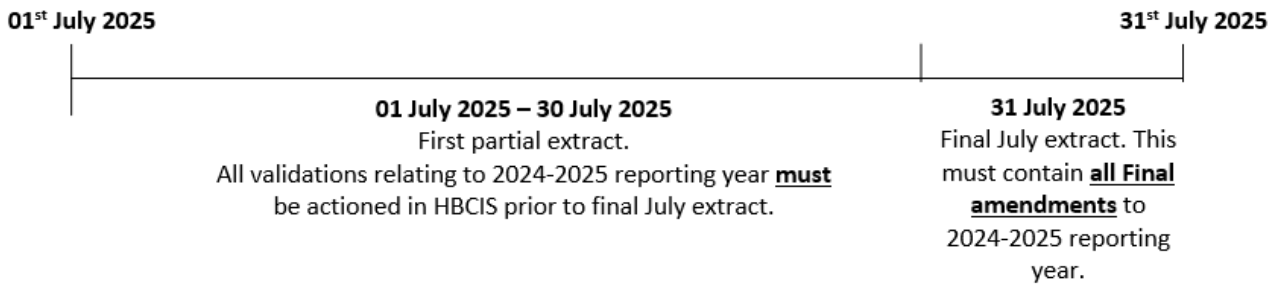 01st July 2025
31st July 2025
01 July 2025 – 30 July 2025
First partial extract.
All validations relating to 2024-2025 reporting year must
be actioned in HBCIS prior to final July extract.
31 July 2025
Final July extract. This
must contain all Final
amendments to
2024-2025 reporting
year.